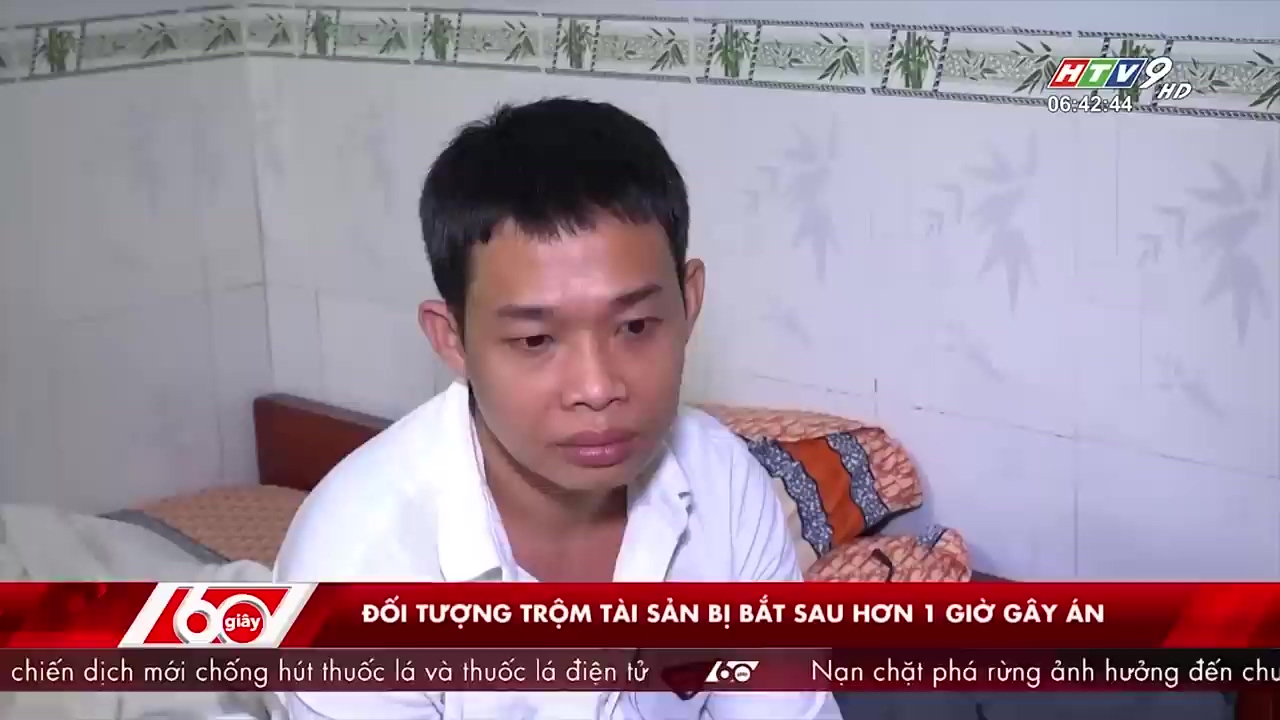 HTV9 HD
06:42:44
60 giây
ĐỐI TƯỢNG TRỘM TÀI SẢN BỊ BẮT SAU HƠN 1 GIỜ GÂY ÁN
chiến dịch mới chống hút thuốc lá và thuốc lá điện tử 60 giây Nạn chặt phá rừng ảnh hưởng đến